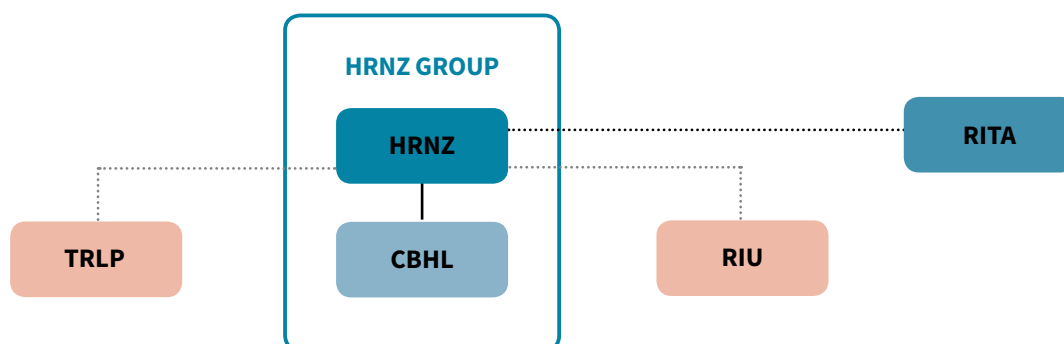 HRNZ GROUP
HRNZ
RITA
TRLP
CBHL
RIU